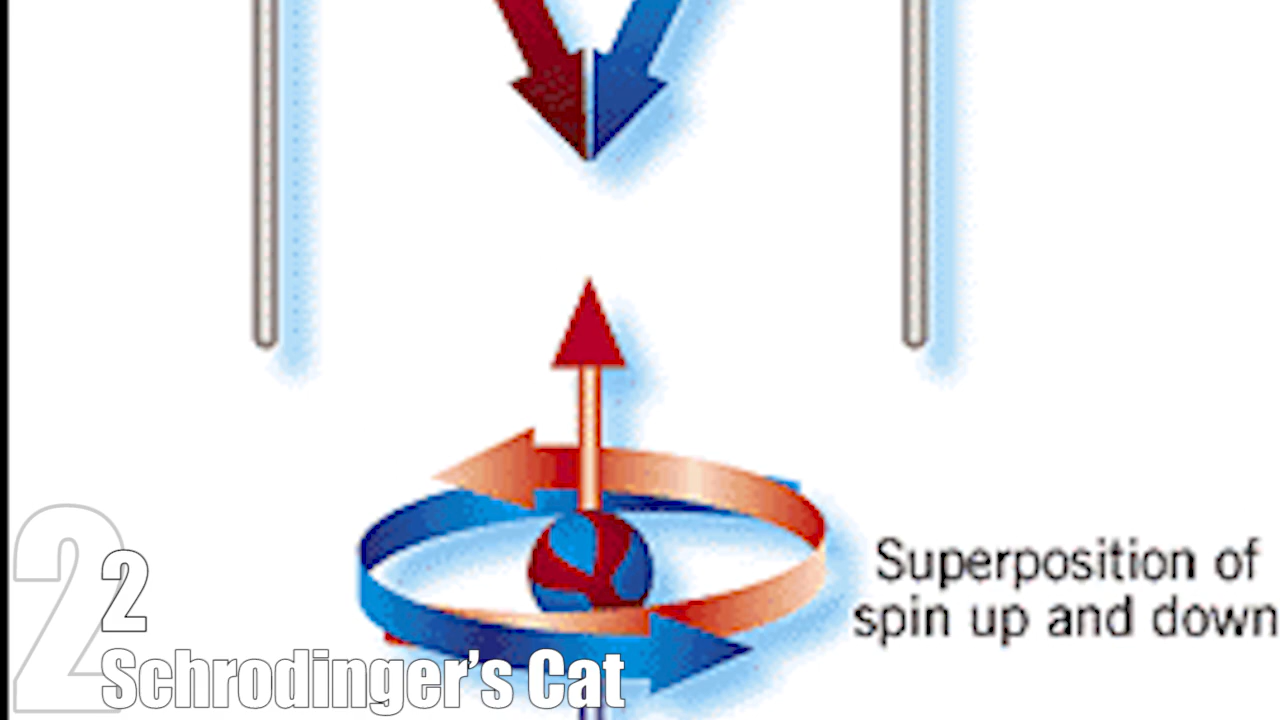 Superposition of
spin up and down
2
2
Schrodinger's Cat